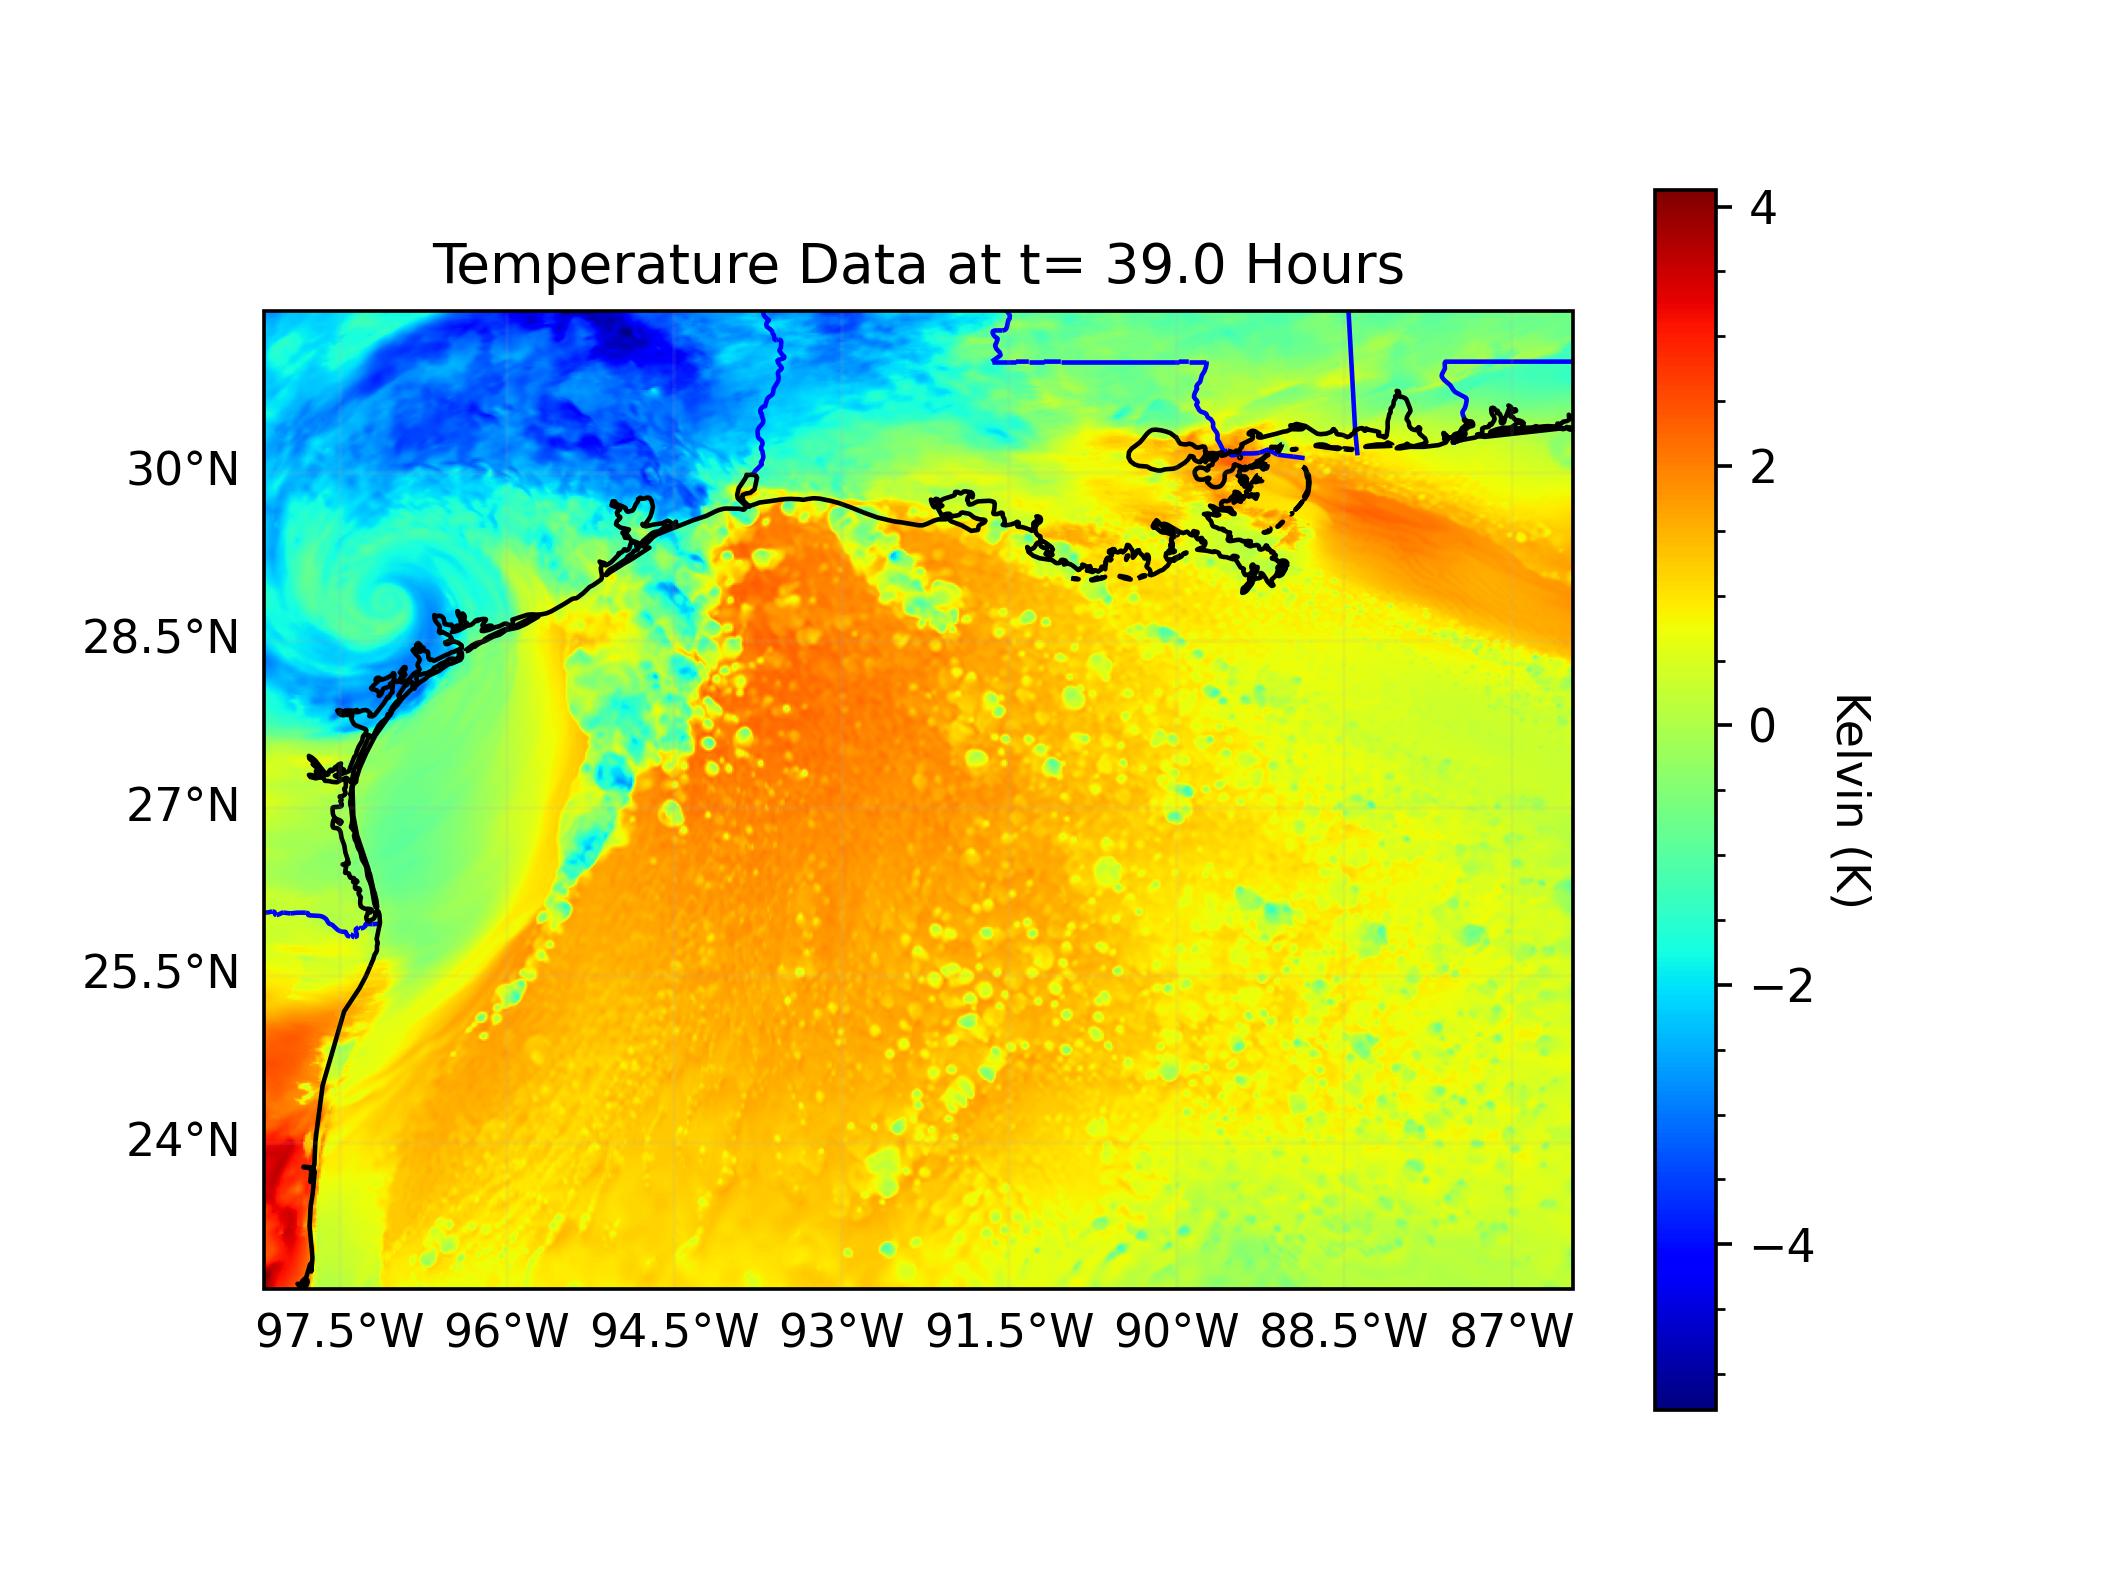 Temperature Data at t= 39.0 Hours
30°N
28.5°N
27°N
25.5°N
24°N
97.5°W 96°W 94.5°W 93°W 91.5°W 90°W 88.5°W 87°W
4
2
0
−2
−4
Kelvin (K)